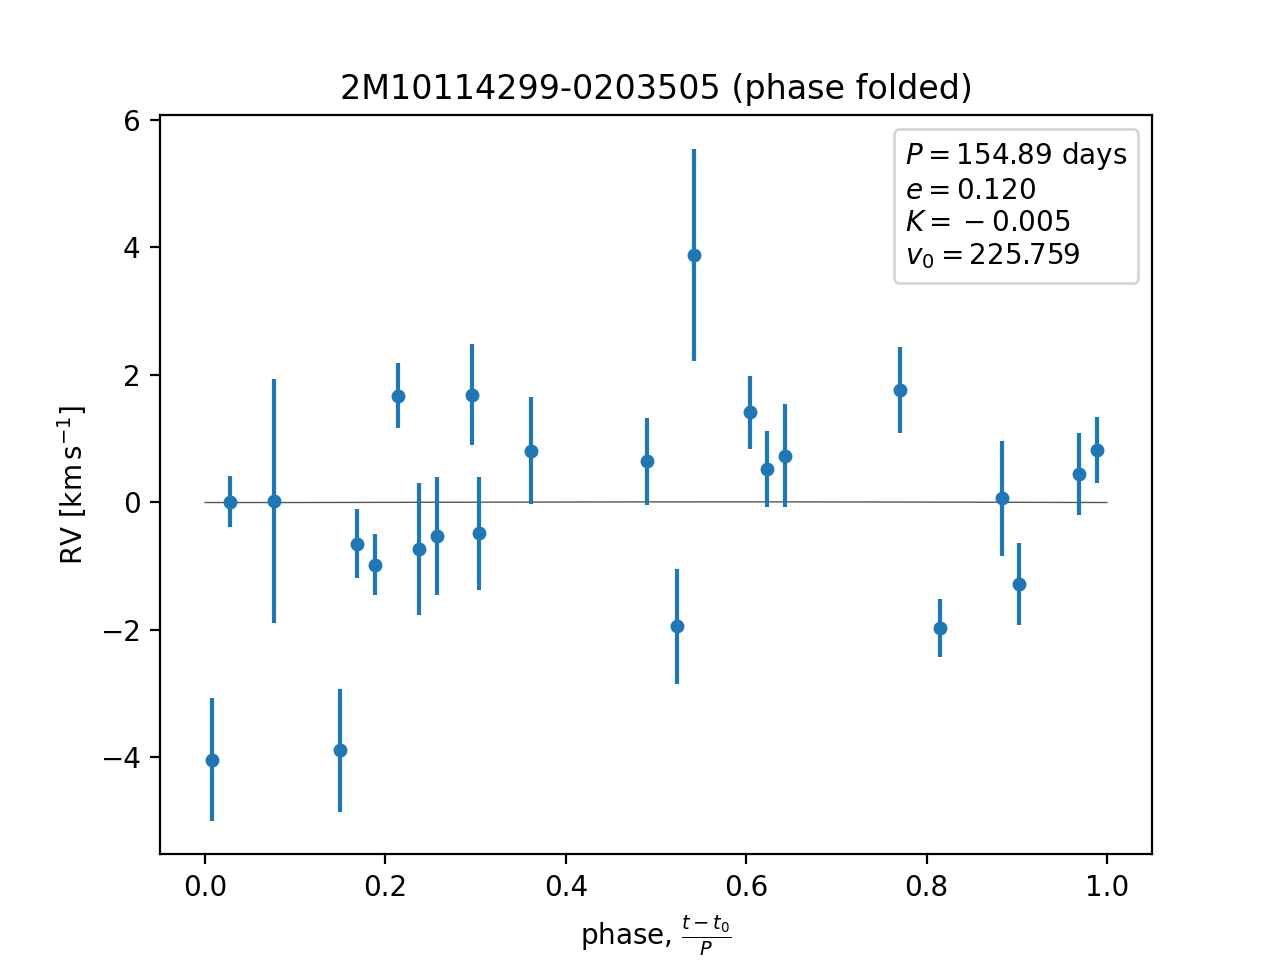 2M10114299-0203505 (phase folded)
P = 154.89 days
e = 0.120
K = −0.005
v₀ = 225.759
RV [km s⁻¹]
6
4
2
0
−2
−4
0.0 0.2 0.4 0.6 0.8 1.0
phase, (t − t₀)/P